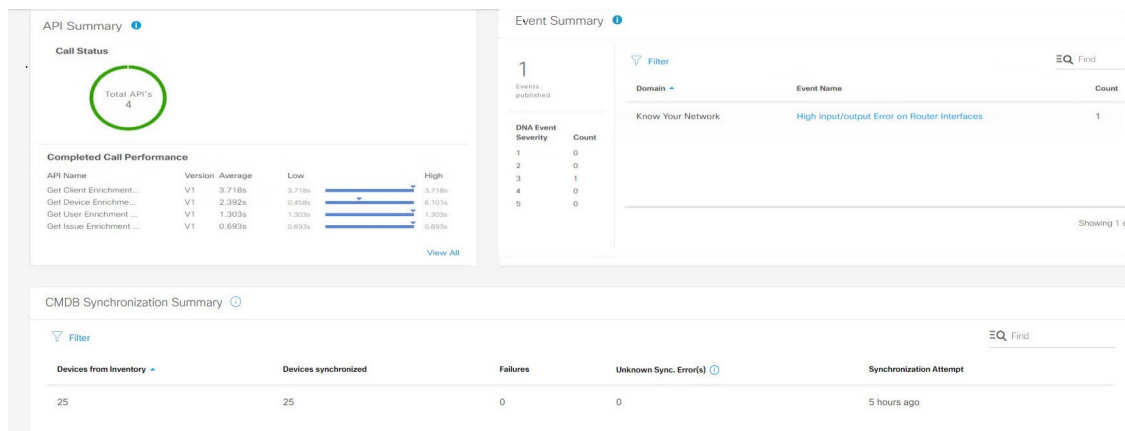 API Summary
Call Status
Total API's
4
Completed Call Performance
API Name Version Average Low High
Get Client Enrichment... V1 3.718s 3.718s 3.718s
Get Device Enrichme... V1 2.392s 0.458s 6.101s
Get User Enrichment ... V1 1.303s 1.303s 1.303s
Get Issue Enrichment ... V1 0.693s 0.693s 0.693s
View All
Event Summary
1
Events
published
DNA Event
Severity Count
1 0
2 0
3 1
4 0
5 0
Filter Find
Domain Event Name Count
Know Your Network High input/output Error on Router Interfaces 1
Showing 1
CMDB Synchronization Summary
Filter Find
Devices from Inventory Devices synchronized Failures Unknown Sync. Error(s) Synchronization Attempt
25 25 0 0 5 hours ago